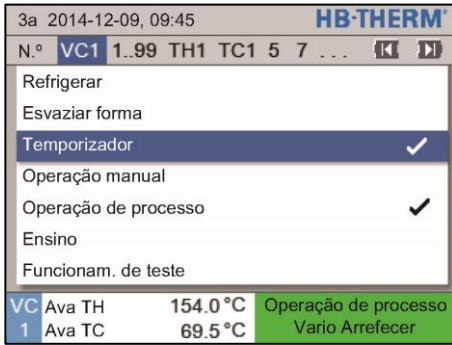 3a 2014-12-09, 09:45 HB-THERM®
N.º VC1 1..99 TH1 TC1 5 7 ...
Refrigerar
Esvaziar forma
Temporizador
Operação manual
Operação de processo
Ensino
Funcionam. de teste
VC Ava TH 154.0 °C Operação de processo
1 Ava TC 69.5 °C Vario Arrefecer